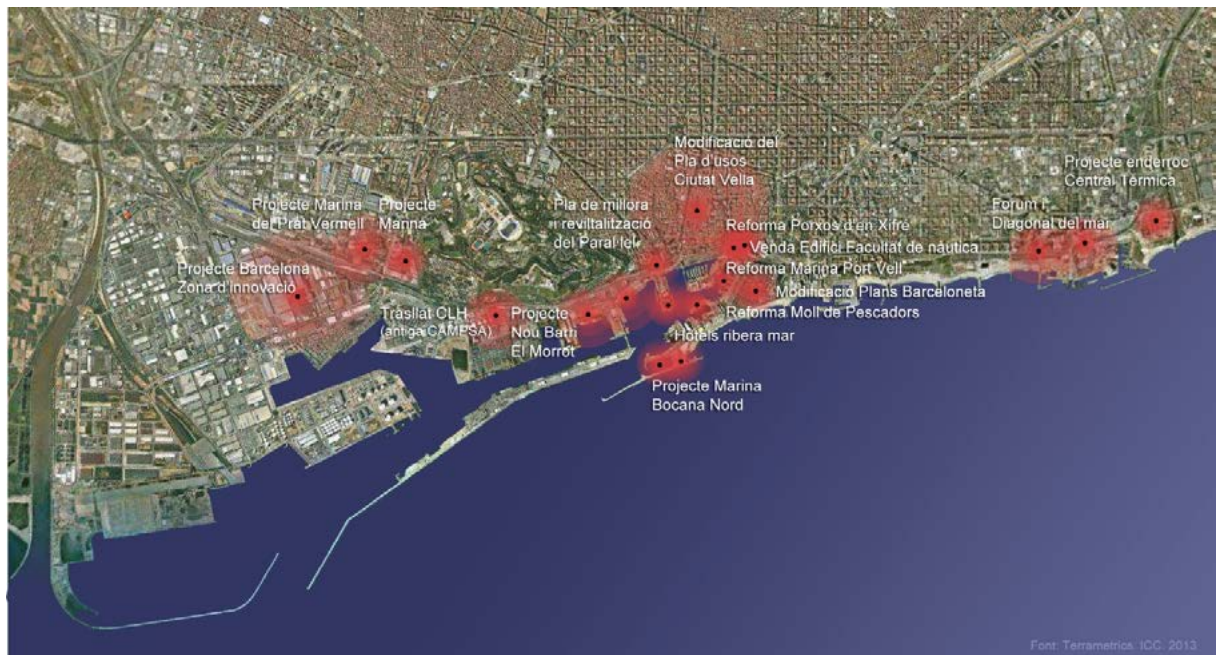 Modificació del
Pla d'usos
Ciutat Vella
Projecte enderroc
Central Tèrmica
Projecte Marina
del Prat Vermell
Projecte
Marina
Pla de millora
i revitalització
del Paral·lel
Reforma Porxos d'en Xifré
Venda Edifici Facultat de nàutica
Forum i
Diagonal del mar
Projecte Barcelona
Zona d'innovació
Reforma Marina Port Vell
Modificació Plans Barceloneta
Trasllat CLH
(antiga CAMPSA)
Projecte
Nou Barri
El Morrot
Reforma Moll de Pescadors
Hotels ribera mar
Projecte Marina
Bocana Nord
Font: Terrametrics. ICC. 2013